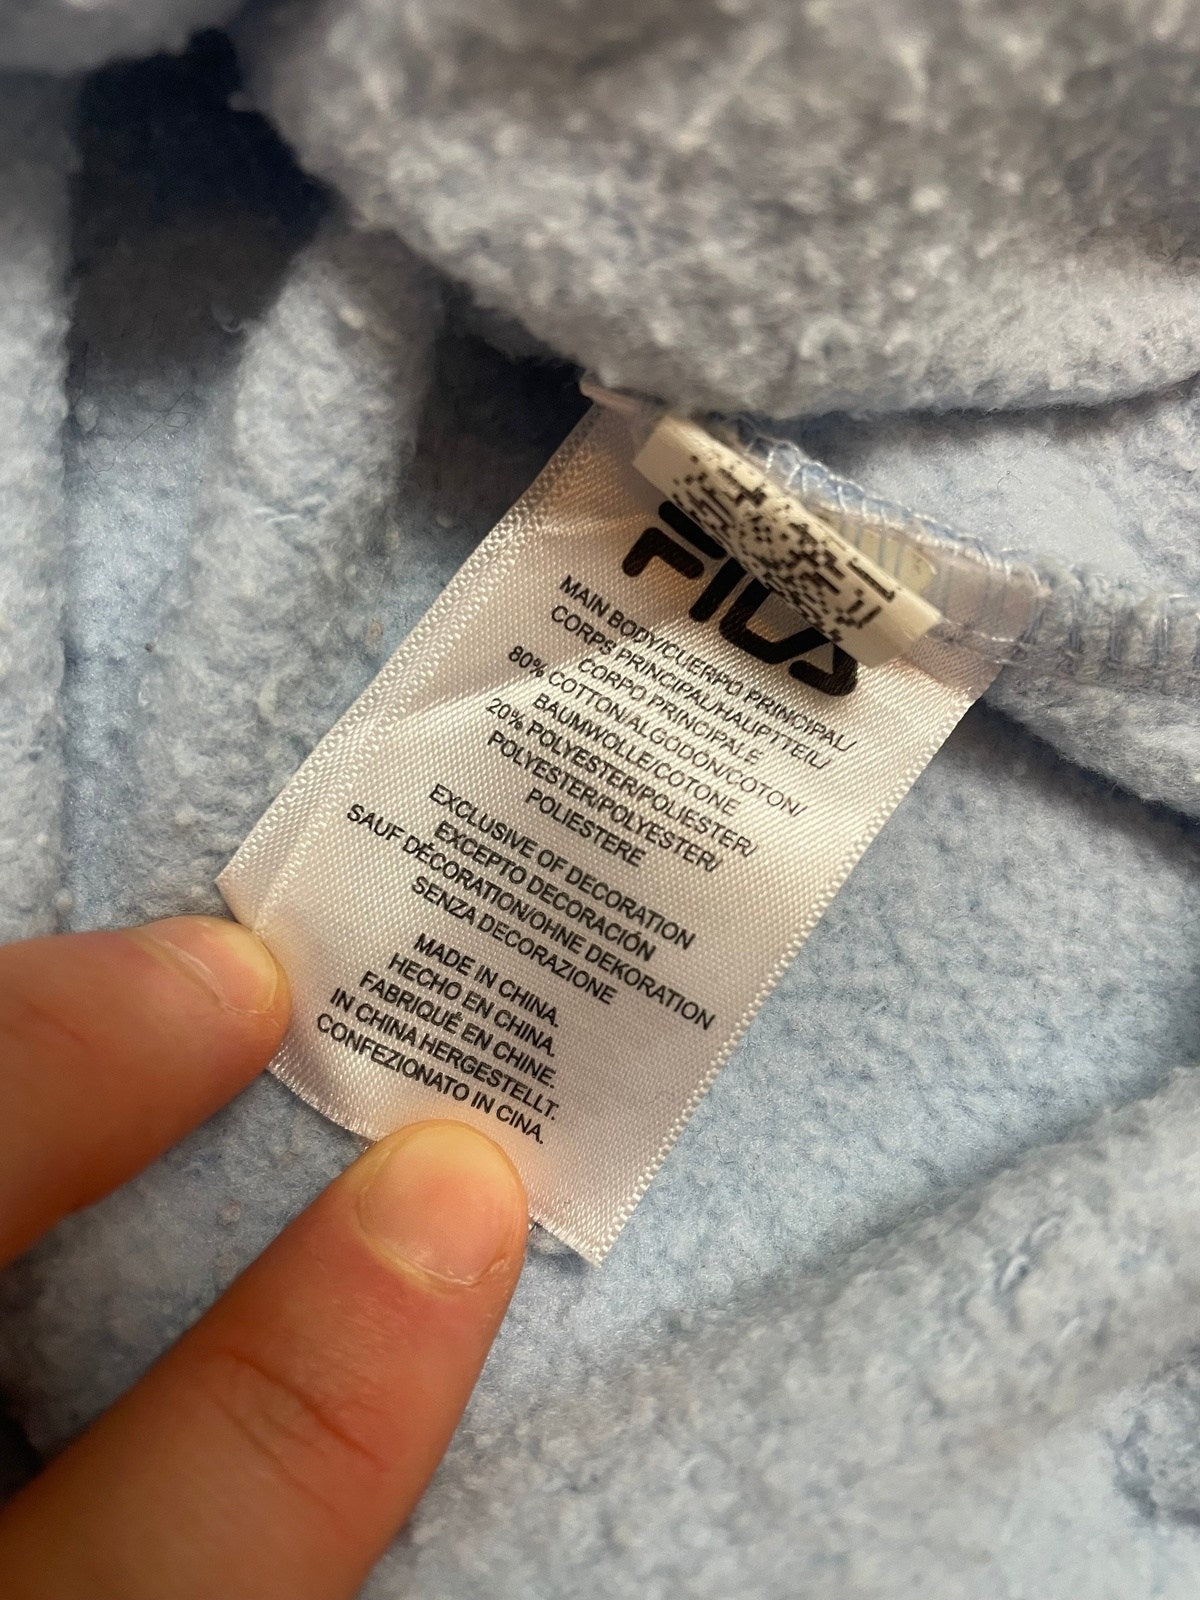 FILA
MAIN BODY/CUERPO PRINCIPAL/
CORPS PRINCIPAL/HAUPTTEIL/
CORPO PRINCIPALE
80% COTTON/ALGODON/COTON/
BAUMWOLLE/COTONE
20% POLYESTER/POLIESTER/
POLYESTER/POLYESTER/
POLIESTERE
EXCLUSIVE OF DECORATION
EXCEPTO DECORACIÓN
SAUF DÉCORATION/OHNE DEKORATION
SENZA DECORAZIONE
MADE IN CHINA.
HECHO EN CHINA.
FABRIQUÉ EN CHINE.
IN CHINA HERGESTELLT.
CONFEZIONATO IN CINA.